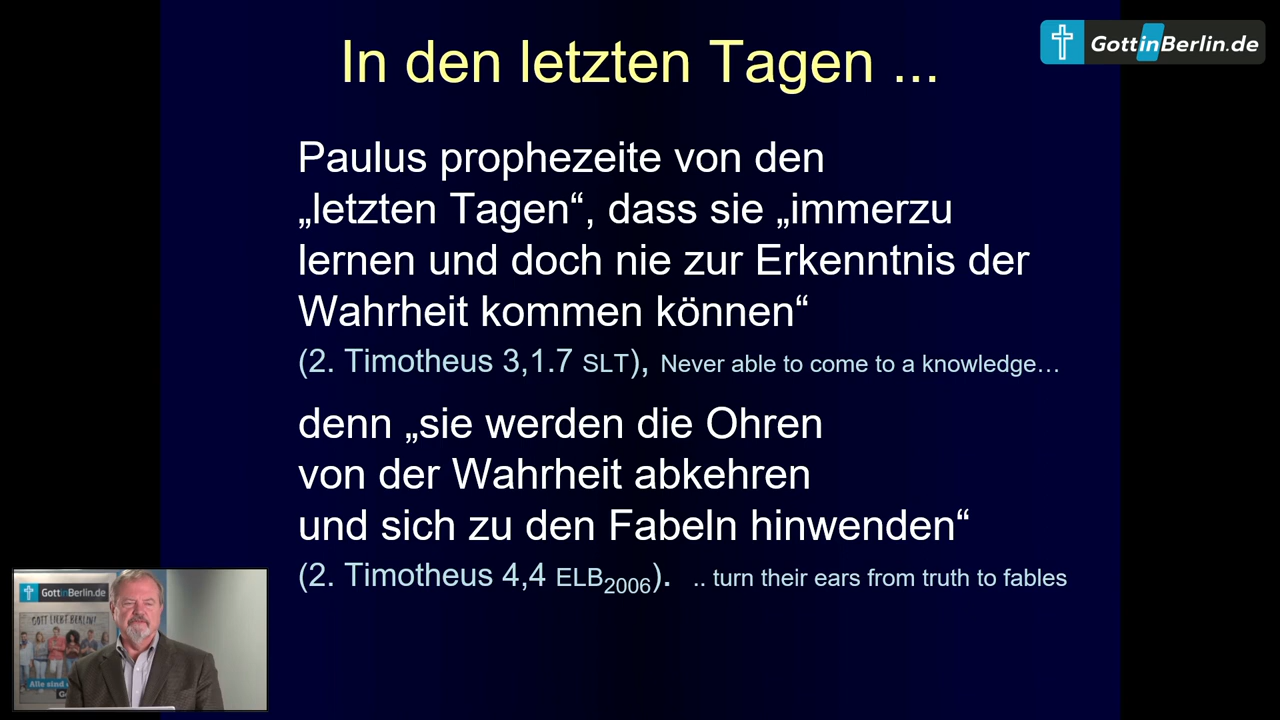 In den letzten Tagen ...
GottinBerlin.de
Paulus prophezeite von den
„letzten Tagen“, dass sie „immerzu
lernen und doch nie zur Erkenntnis der
Wahrheit kommen können“
(2. Timotheus 3,1.7 SLT), Never able to come to a knowledge…
denn „sie werden die Ohren
von der Wahrheit abkehren
und sich zu den Fabeln hinwenden“
(2. Timotheus 4,4 ELB2006). .. turn their ears from truth to fables
GottinBerlin.de
GOTT LIEBT BERLIN!
Alle sind